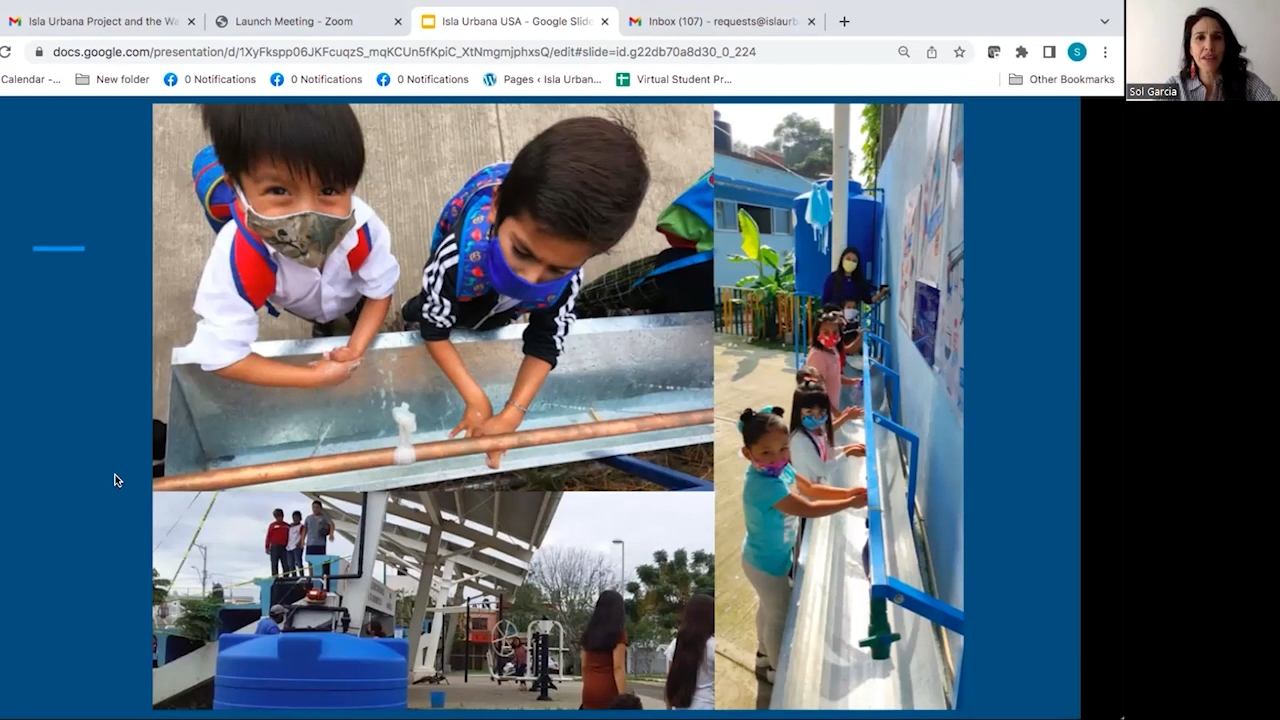 Isla Urbana Project and the Wa
Launch Meeting - Zoom
Isla Urbana USA - Google Slide
Inbox (107) - requests@islaurb
docs.google.com/presentation/d/1XyFkspp06JKFcuqzS_mqKCUn5fKpiC_XtNmgmjphxsQ/edit#slide=id.g22db70a8d30_0_224
S
Calendar -...
New folder
0 Notifications
0 Notifications
0 Notifications
Pages ‹ Isla Urban...
Virtual Student Pr...
Other Bookmarks
Sol Garcia